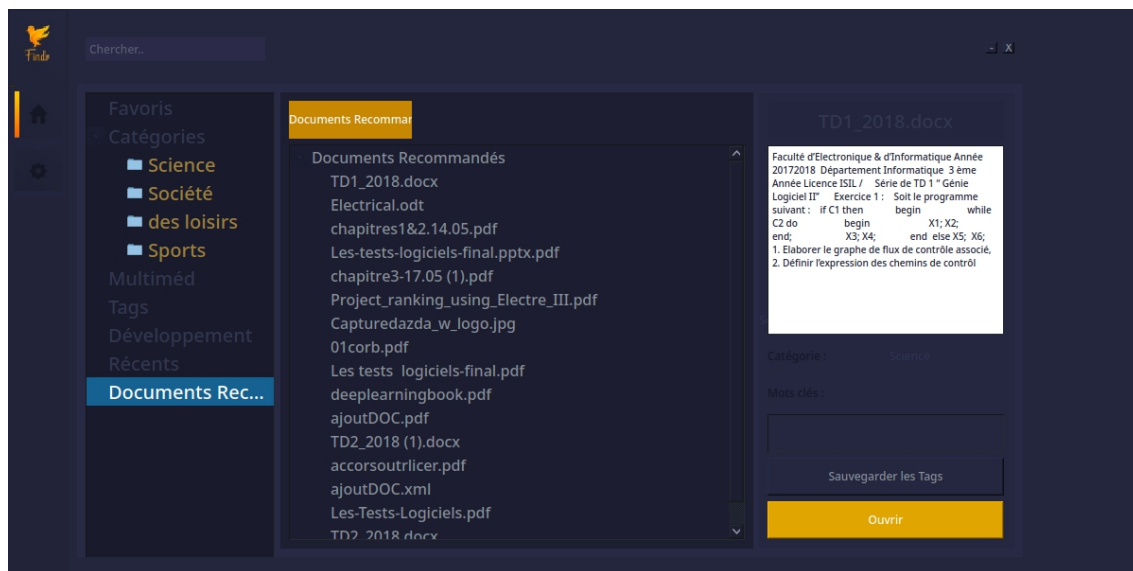 Findo
Chercher..
- X
Favoris
Catégories
Science
Société
des loisirs
Sports
Multiméd
Tags
Développement
Récents
Documents Rec...
Documents Recommar
Documents Recommandés
TD1_2018.docx
Electrical.odt
chapitres1&2.14.05.pdf
Les-tests-logiciels-final.pptx.pdf
chapitre3-17.05 (1).pdf
Project_ranking_using_Electre_III.pdf
Capturedazda_w_logo.jpg
01corb.pdf
Les tests logiciels-final.pdf
deeplearningbook.pdf
ajoutDOC.pdf
TD2_2018 (1).docx
accorsoutrlicer.pdf
ajoutDOC.xml
Les-Tests-Logiciels.pdf
TD2_2018.docx
TD1_2018.docx
Faculté d'Electronique & d'Informatique Année
20172018 Département Informatique 3 ème
Année Licence ISIL / Série de TD 1 " Génie
Logiciel II" Exercice 1 : Soit le programme
suivant : if C1 then begin while
C2 do begin X1; X2;
end; X3; X4; end else X5; X6;
1. Elaborer le graphe de flux de contrôle associé,
2. Définir l'expression des chemins de contrôl
Catégorie : Science
Mots clés :
Sauvegarder les Tags
Ouvrir